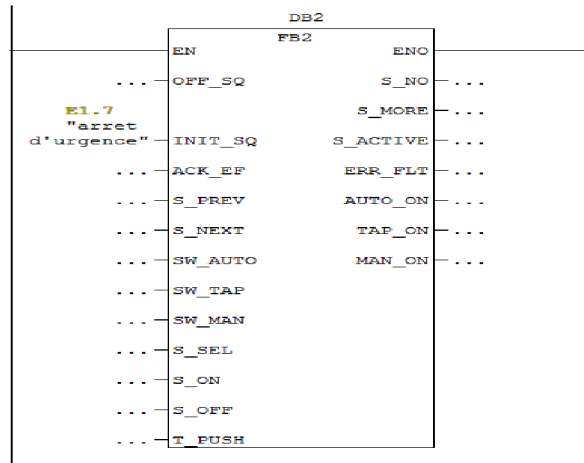 DB2
FB2
EN ENO
... OFF_SQ S_NO ...
E1.7 S_MORE ...
"arret
d'urgence" INIT_SQ S_ACTIVE ...
... ACK_EF ERR_FLT ...
... S_PREV AUTO_ON ...
... S_NEXT TAP_ON ...
... SW_AUTO MAN_ON ...
... SW_TAP
... SW_MAN
... S_SEL
... S_ON
... S_OFF
... T_PUSH